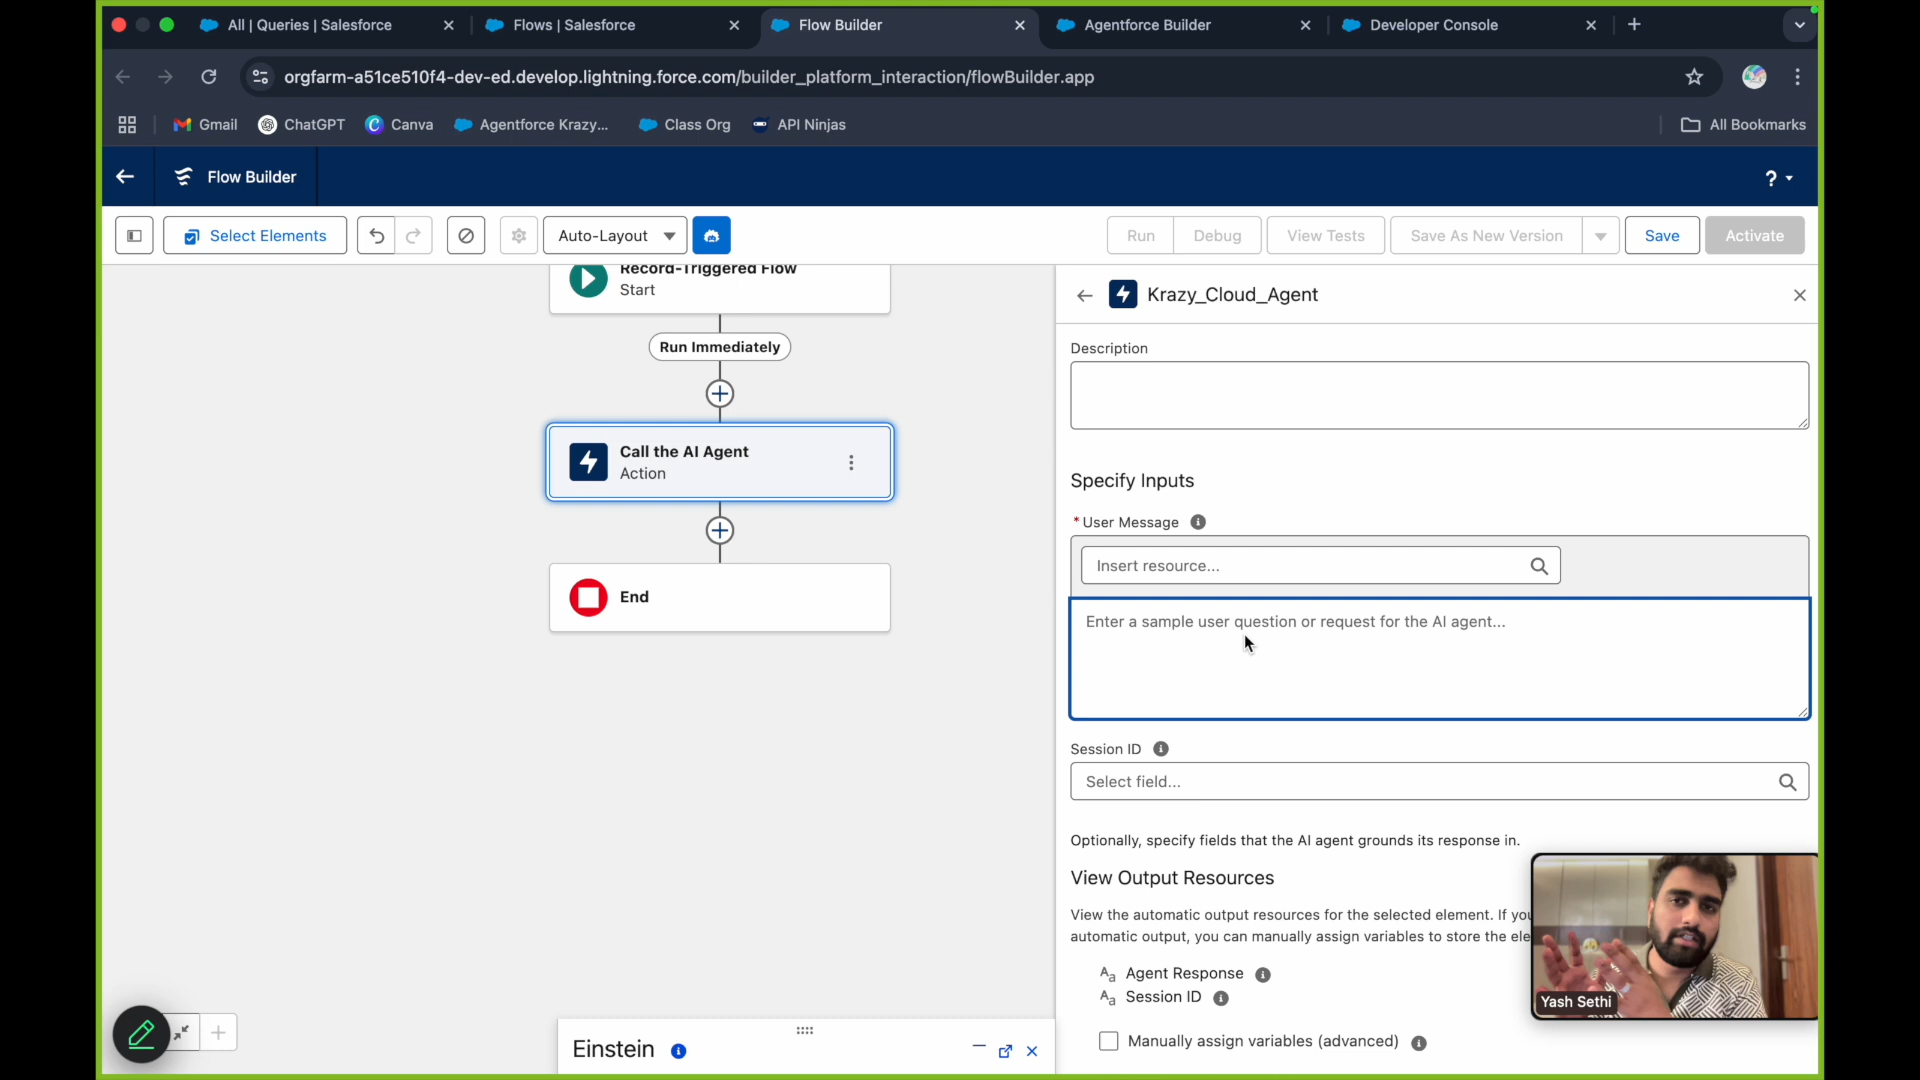 All | Queries | Salesforce
Flows | Salesforce
Flow Builder
Agentforce Builder
Developer Console
orgfarm-a51ce510f4-dev-ed.develop.lightning.force.com/builder_platform_interaction/flowBuilder.app
Gmail
ChatGPT
Canva
Agentforce Krazy...
Class Org
API Ninjas
All Bookmarks
Flow Builder
?
Select Elements
Auto-Layout
Run
Debug
View Tests
Save As New Version
Save
Activate
Record-Triggered Flow
Start
Run Immediately
Call the AI Agent
Action
End
Krazy_Cloud_Agent
Description
Specify Inputs
* User Message
Insert resource...
Enter a sample user question or request for the AI agent...
Session ID
Select field...
Optionally, specify fields that the AI agent grounds its response in.
View Output Resources
View the automatic output resources for the selected element. If you
automatic output, you can manually assign variables to store the ele
Aa Agent Response
Aa Session ID
Manually assign variables (advanced)
Yash Sethi
Einstein